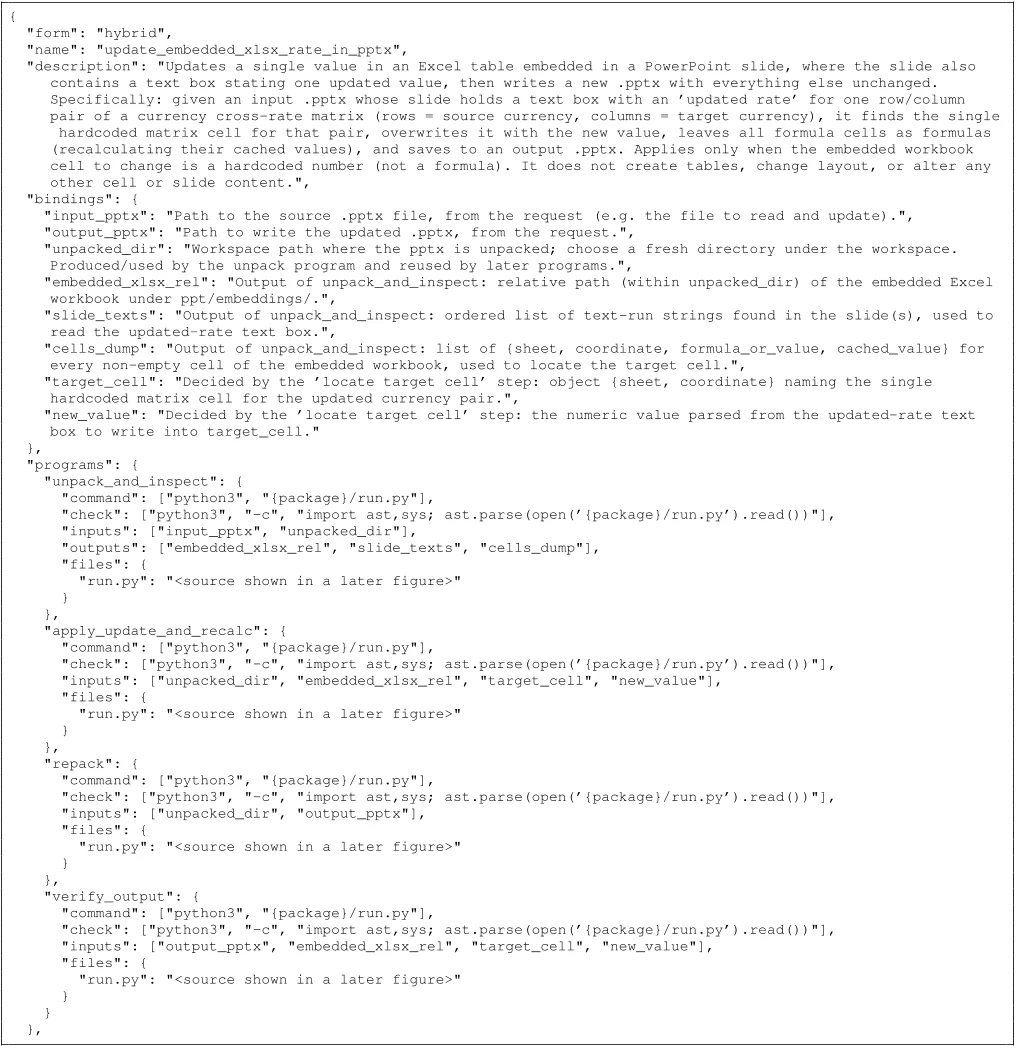 {
  "form": "hybrid",
  "name": "update_embedded_xlsx_rate_in_pptx",
  "description": "Updates a single value in an Excel table embedded in a PowerPoint slide, where the slide also
    contains a text box stating one updated value, then writes a new .pptx with everything else unchanged.
    Specifically: given an input .pptx whose slide holds a text box with an ’updated rate’ for one row/column
    pair of a currency cross-rate matrix (rows = source currency, columns = target currency), it finds the single
     hardcoded matrix cell for that pair, overwrites it with the new value, leaves all formula cells as formulas
    (recalculating their cached values), and saves to an output .pptx. Applies only when the embedded workbook
    cell to change is a hardcoded number (not a formula). It does not create tables, change layout, or alter any
    other cell or slide content.",
  "bindings": {
    "input_pptx": "Path to the source .pptx file, from the request (e.g. the file to read and update).",
    "output_pptx": "Path to write the updated .pptx, from the request.",
    "unpacked_dir": "Workspace path where the pptx is unpacked; choose a fresh directory under the workspace.
    Produced/used by the unpack program and reused by later programs.",
    "embedded_xlsx_rel": "Output of unpack_and_inspect: relative path (within unpacked_dir) of the embedded Excel
    workbook under ppt/embeddings/.",
    "slide_texts": "Output of unpack_and_inspect: ordered list of text-run strings found in the slide(s), used to
    read the updated-rate text box.",
    "cells_dump": "Output of unpack_and_inspect: list of {sheet, coordinate, formula_or_value, cached_value} for
    every non-empty cell of the embedded workbook, used to locate the target cell.",
    "target_cell": "Decided by the ’locate target cell’ step: object {sheet, coordinate} naming the single
    hardcoded matrix cell for the updated currency pair.",
    "new_value": "Decided by the ’locate target cell’ step: the numeric value parsed from the updated-rate text
    box to write into target_cell."
  },
  "programs": {
    "unpack_and_inspect": {
      "command": ["python3", "{package}/run.py"],
      "check": ["python3", "-c", "import ast,sys; ast.parse(open(’{package}/run.py’).read())"],
      "inputs": ["input_pptx", "unpacked_dir"],
      "outputs": ["embedded_xlsx_rel", "slide_texts", "cells_dump"],
      "files": {
        "run.py": "<source shown in a later figure>"
      }
    },
    "apply_update_and_recalc": {
      "command": ["python3", "{package}/run.py"],
      "check": ["python3", "-c", "import ast,sys; ast.parse(open(’{package}/run.py’).read())"],
      "inputs": ["unpacked_dir", "embedded_xlsx_rel", "target_cell", "new_value"],
      "files": {
        "run.py": "<source shown in a later figure>"
      }
    },
    "repack": {
      "command": ["python3", "{package}/run.py"],
      "check": ["python3", "-c", "import ast,sys; ast.parse(open(’{package}/run.py’).read())"],
      "inputs": ["unpacked_dir", "output_pptx"],
      "files": {
        "run.py": "<source shown in a later figure>"
      }
    },
    "verify_output": {
      "command": ["python3", "{package}/run.py"],
      "check": ["python3", "-c", "import ast,sys; ast.parse(open(’{package}/run.py’).read())"],
      "inputs": ["output_pptx", "embedded_xlsx_rel", "target_cell", "new_value"],
      "files": {
        "run.py": "<source shown in a later figure>"
      }
    }
  },